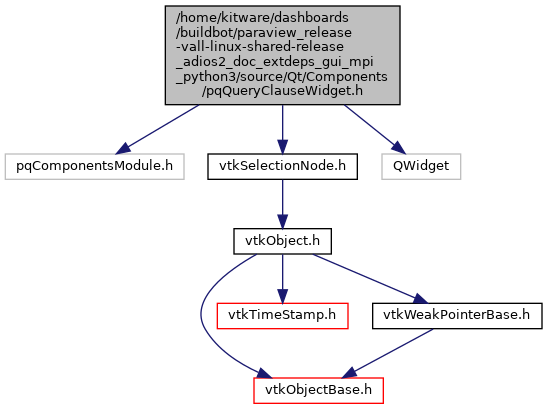 /home/kitware/dashboards
/buildbot/paraview_release
-vall-linux-shared-release
_adios2_doc_extdeps_gui_mpi
_python3/source/Qt/Components
/pqQueryClauseWidget.h
pqComponentsModule.h
vtkSelectionNode.h
QWidget
vtkObject.h
vtkTimeStamp.h
vtkWeakPointerBase.h
vtkObjectBase.h